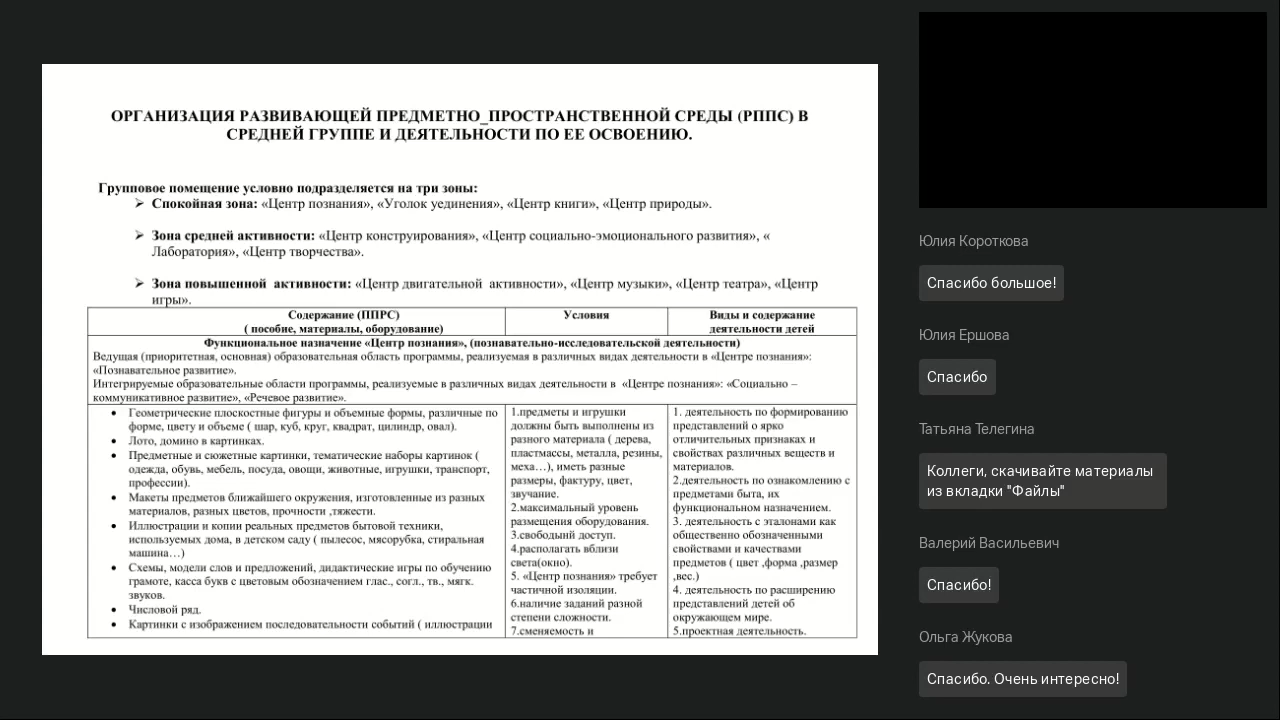 ОРГАНИЗАЦИЯ РАЗВИВАЮЩЕЙ ПРЕДМЕТНО_ПРОСТРАНСТВЕННОЙ СРЕДЫ (РППС) В
СРЕДНЕЙ ГРУППЕ И ДЕЯТЕЛЬНОСТИ ПО ЕЕ ОСВОЕНИЮ.
Групповое помещение условно подразделяется на три зоны:
➢ Спокойная зона: «Центр познания», «Уголок уединения», «Центр книги», «Центр природы».
➢ Зона средней активности: «Центр конструирования», «Центр социально-эмоционального развития», «
Лаборатория», «Центр творчества».
➢ Зона повышенной активности: «Центр двигательной активности», «Центр музыки», «Центр театра», «Центр
игры».
Содержание (ППРС)
( пособие, материалы, оборудование)
Условия
Виды и содержание
деятельности детей
Функциональное назначение «Центр познания», (познавательно-исследовательской деятельности)
Ведущая (приоритетная, основная) образовательная область программы, реализуемая в различных видах деятельности в «Центре познания»:
«Познавательное развитие».
Интегрируемые образовательные области программы, реализуемые в различных видах деятельности в «Центре познания»: «Социально –
коммуникативное развитие», «Речевое развитие».
• Геометрические плоскостные фигуры и объемные формы, различные по
форме, цвету и объеме ( шар, куб, круг, квадрат, цилиндр, овал).
• Лото, домино в картинках.
• Предметные и сюжетные картинки, тематические наборы картинок (
одежда, обувь, мебель, посуда, овощи, животные, игрушки, транспорт,
профессии).
• Макеты предметов ближайшего окружения, изготовленные из разных
материалов, разных цветов, прочности ,тяжести.
• Иллюстрации и копии реальных предметов бытовой техники,
используемых дома, в детском саду ( пылесос, мясорубка, стиральная
машина…)
• Схемы, модели слов и предложений, дидактические игры по обучению
грамоте, касса букв с цветовым обозначением глас., согл., тв., мягк.
звуков.
• Числовой ряд.
• Картинки с изображением последовательности событий ( иллюстрации
1.предметы и игрушки
должны быть выполнены из
разного материала ( дерева,
пластмассы, металла, резины,
меха…), иметь разные
размеры, фактуру, цвет,
звучание.
2.максимальный уровень
размещения оборудования.
3.свободный доступ.
4.располагать вблизи
света(окно).
5. «Центр познания» требует
частичной изоляции.
6.наличие заданий разной
степени сложности.
7.сменяемость и
1. деятельность по формированию
представлений о ярко
отличительных признаках и
свойствах различных веществ и
материалов.
2.деятельность по ознакомлению с
предметами быта, их
функциональном назначением.
3. деятельность с эталонами как
общественно обозначенными
свойствами и качествами
предметов ( цвет ,форма ,размер
,вес.)
4. деятельность по расширению
представлений детей об
окружающем мире.
5.проектная деятельность.
Юлия Короткова
Спасибо большое!
Юлия Ершова
Спасибо
Татьяна Телегина
Коллеги, скачивайте материалы
из вкладки "Файлы"
Валерий Васильевич
Спасибо!
Ольга Жукова
Спасибо. Очень интересно!